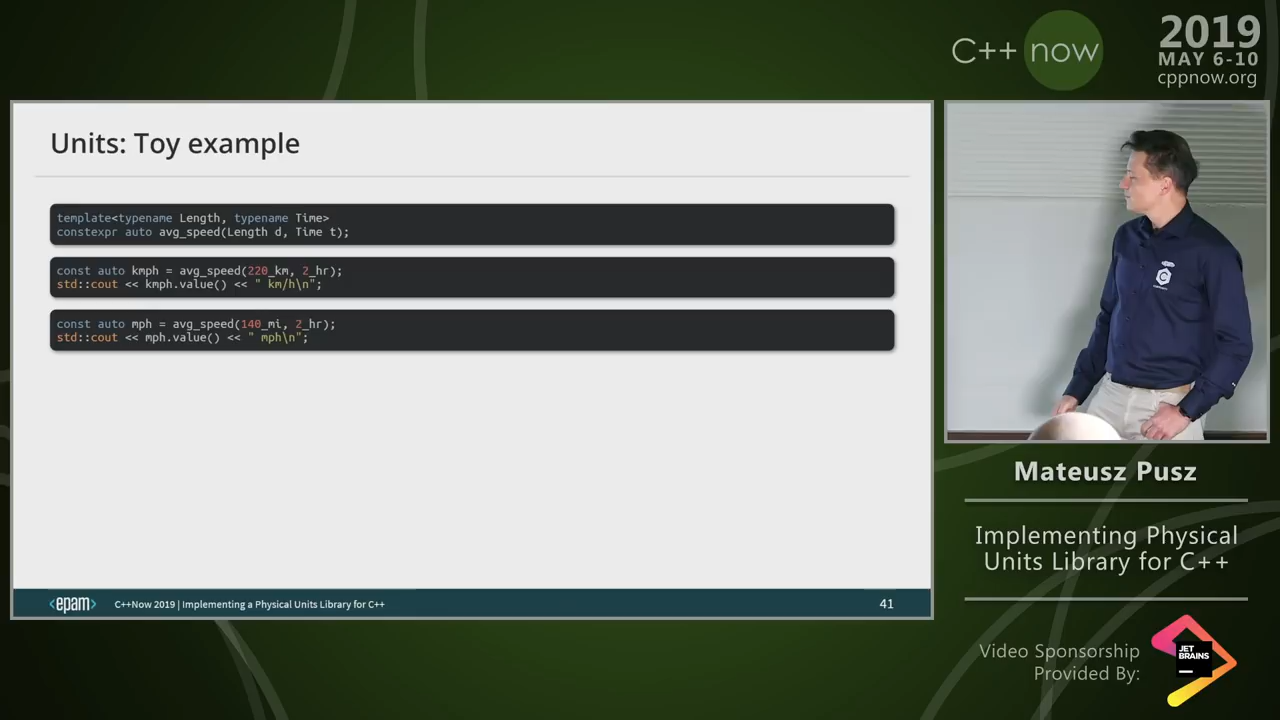 C++ now
2019
MAY 6-10
cppnow.org
Units: Toy example
template<typename Length, typename Time>
constexpr auto avg_speed(Length d, Time t);
const auto kmph = avg_speed(220_km, 2_hr);
std::cout << kmph.value() << " km/h\n";
const auto mph = avg_speed(140_mi, 2_hr);
std::cout << mph.value() << " mph\n";
<epam>
C++Now 2019 | Implementing a Physical Units Library for C++
41
Mateusz Pusz
Implementing Physical
Units Library for C++
Video Sponsorship
Provided By:
JET
BRAINS